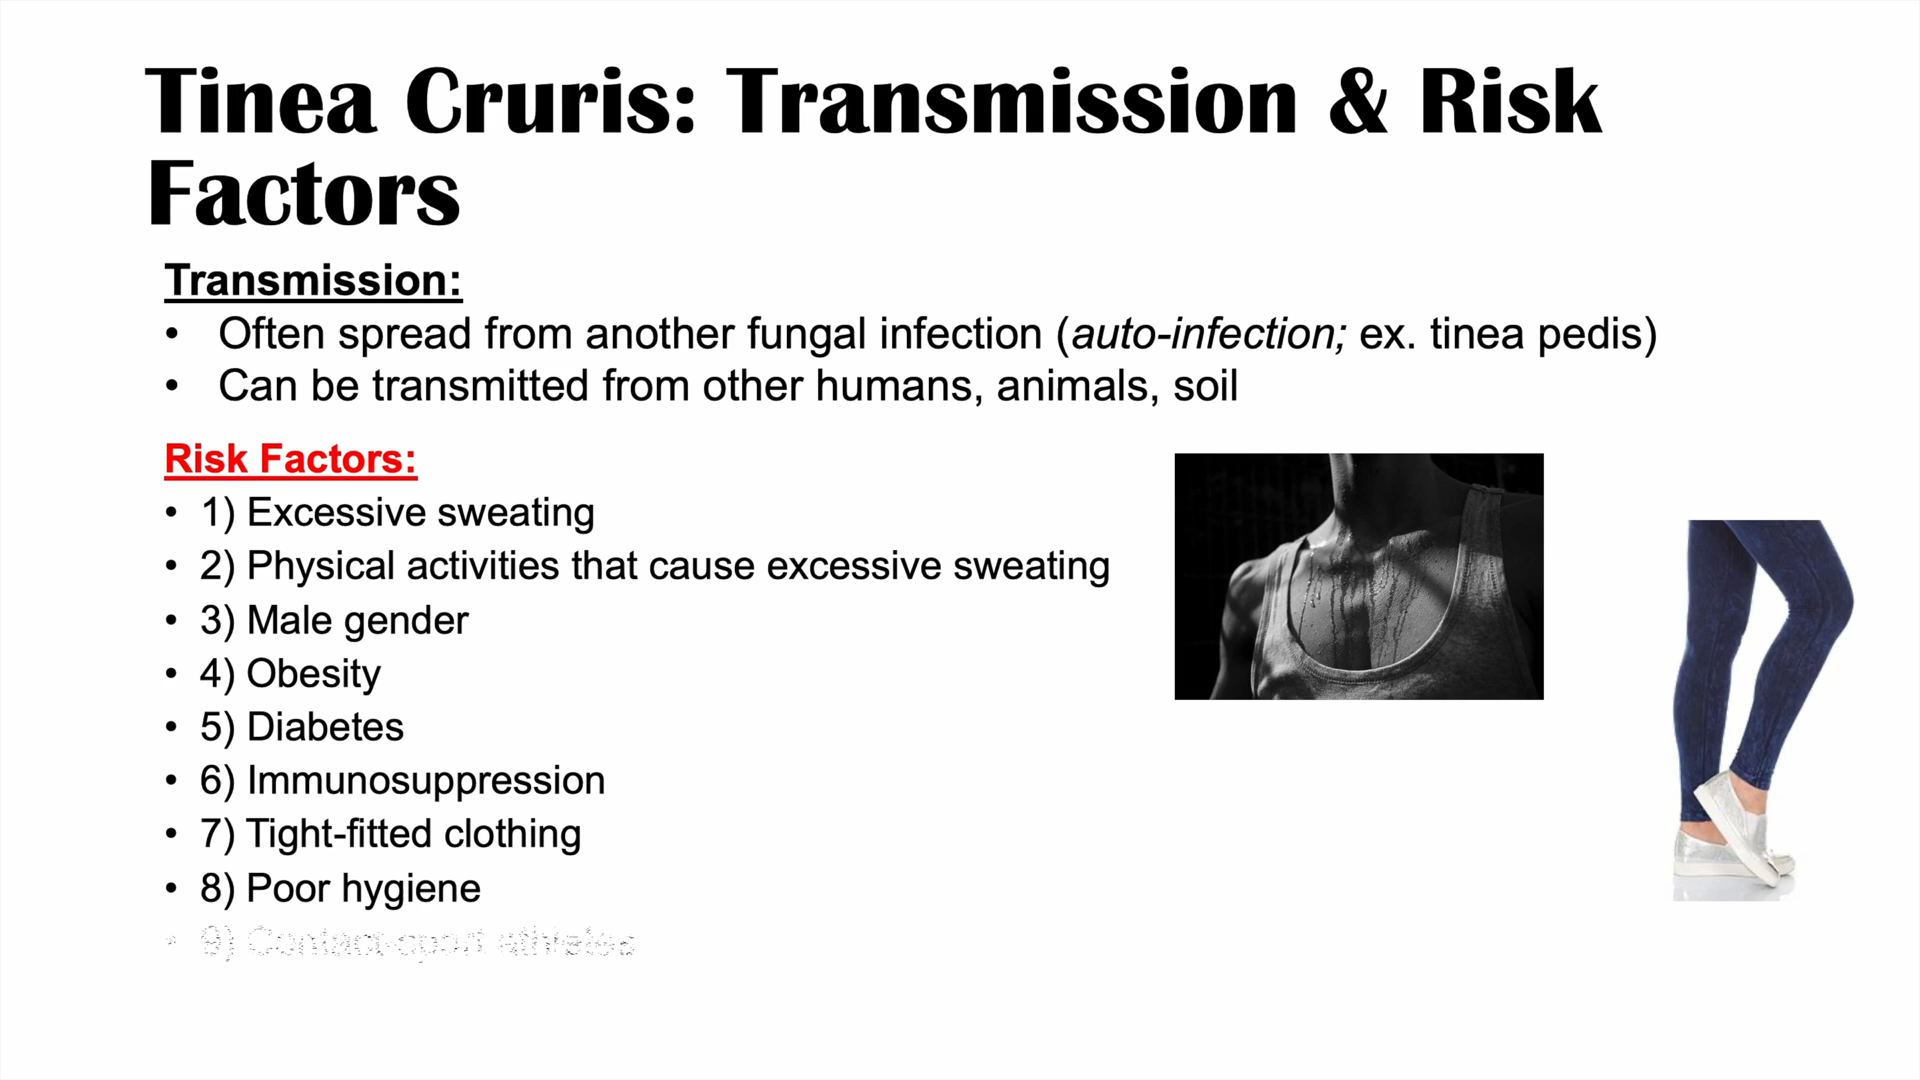 Tinea Cruris: Transmission & Risk
Factors
Transmission:
• Often spread from another fungal infection (auto-infection; ex. tinea pedis)
• Can be transmitted from other humans, animals, soil
Risk Factors:
• 1) Excessive sweating
• 2) Physical activities that cause excessive sweating
• 3) Male gender
• 4) Obesity
• 5) Diabetes
• 6) Immunosuppression
• 7) Tight-fitted clothing
• 8) Poor hygiene
• 9) Contact-sport athletes